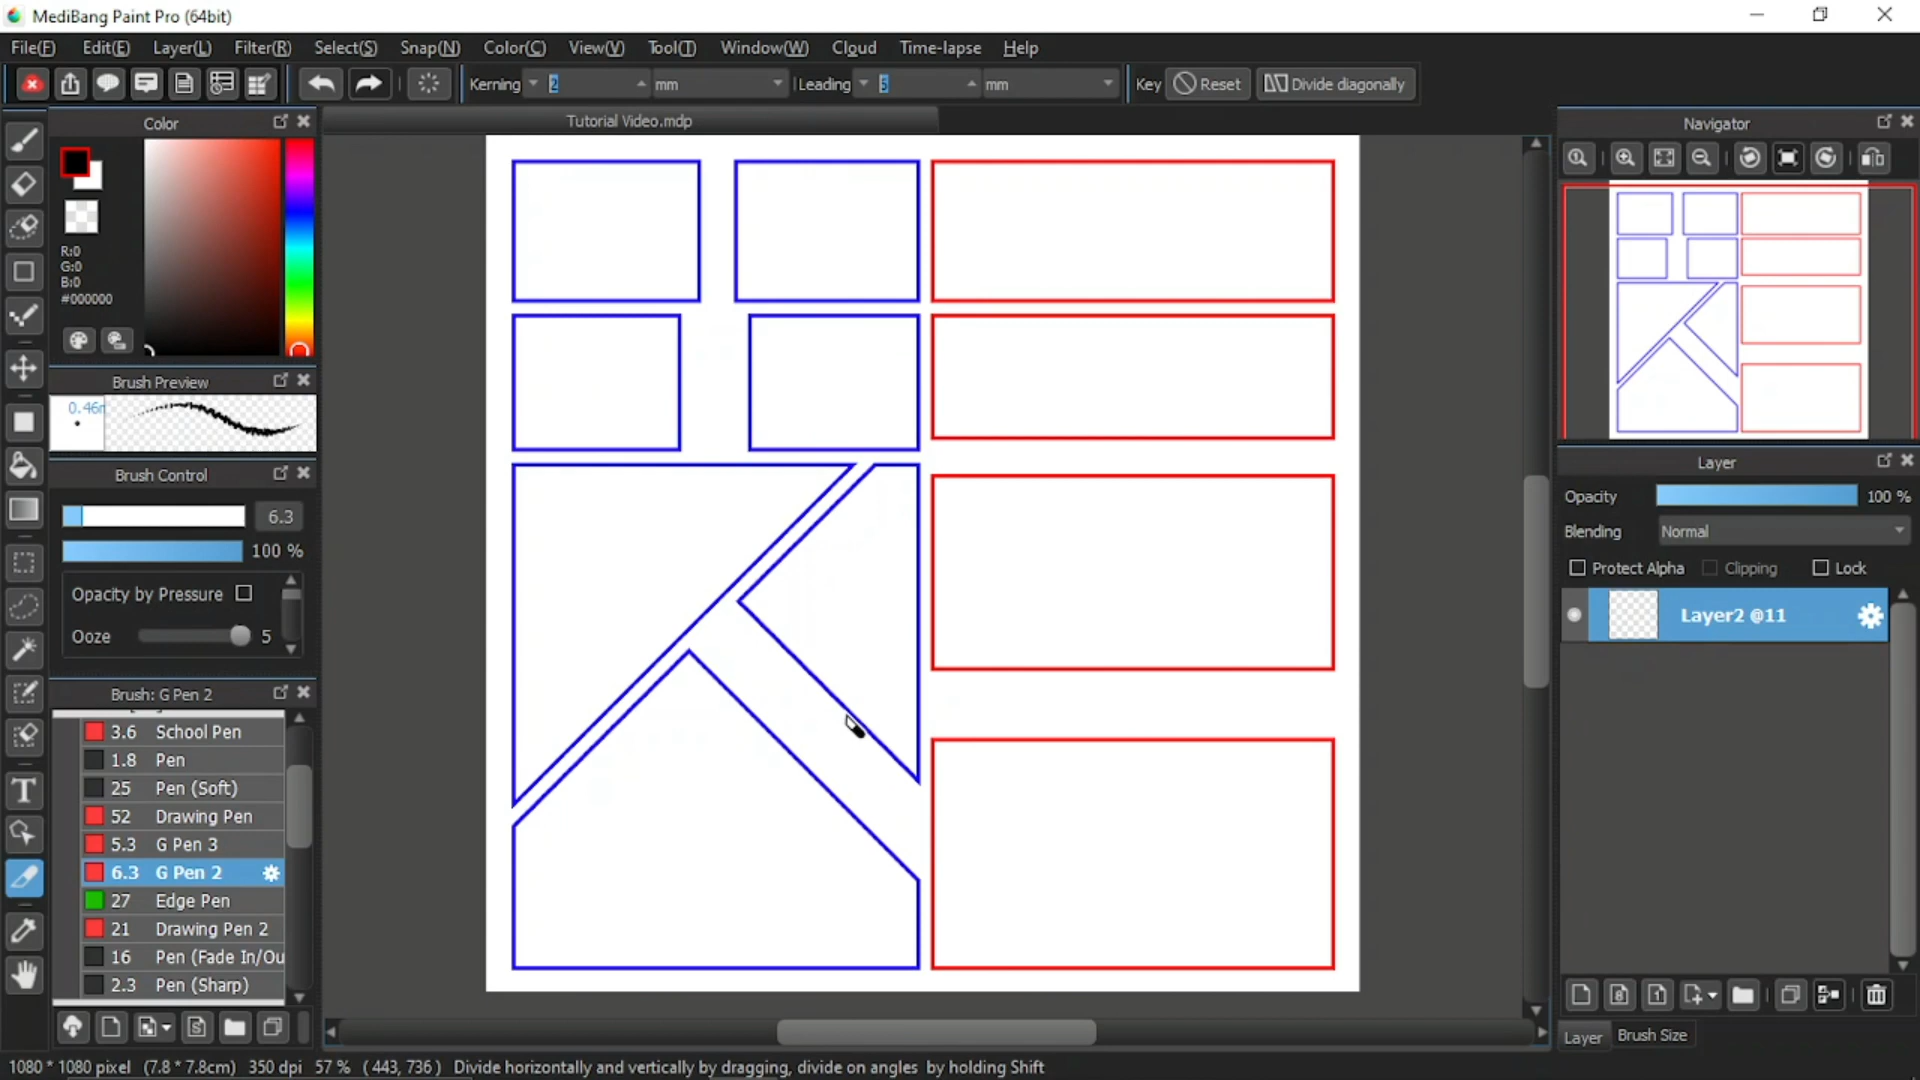 MediBang Paint Pro (64bit)
File(F) Edit(E) Layer(L) Filter(R) Select(S) Snap(N) Color(C) View(V) Tool(T) Window(W) Cloud Time-lapse Help
Kerning 2 mm Leading 5 mm Key Reset Divide diagonally
Color
Tutorial Video.mdp
Navigator
R:0
G:0
B:0
#000000
Brush Preview
0.46
Brush Control
6.3
100 %
Opacity by Pressure
Ooze 5
Brush: G Pen 2
3.6 School Pen
1.8 Pen
25 Pen (Soft)
52 Drawing Pen
5.3 G Pen 3
6.3 G Pen 2
27 Edge Pen
21 Drawing Pen 2
16 Pen (Fade In/Ou
2.3 Pen (Sharp)
Layer
Opacity 100 %
Blending Normal
Protect Alpha Clipping Lock
Layer2 @11
Layer Brush Size
1080 * 1080 pixel (7.8 * 7.8cm) 350 dpi 57 % ( 443, 736 ) Divide horizontally and vertically by dragging, divide on angles by holding Shift